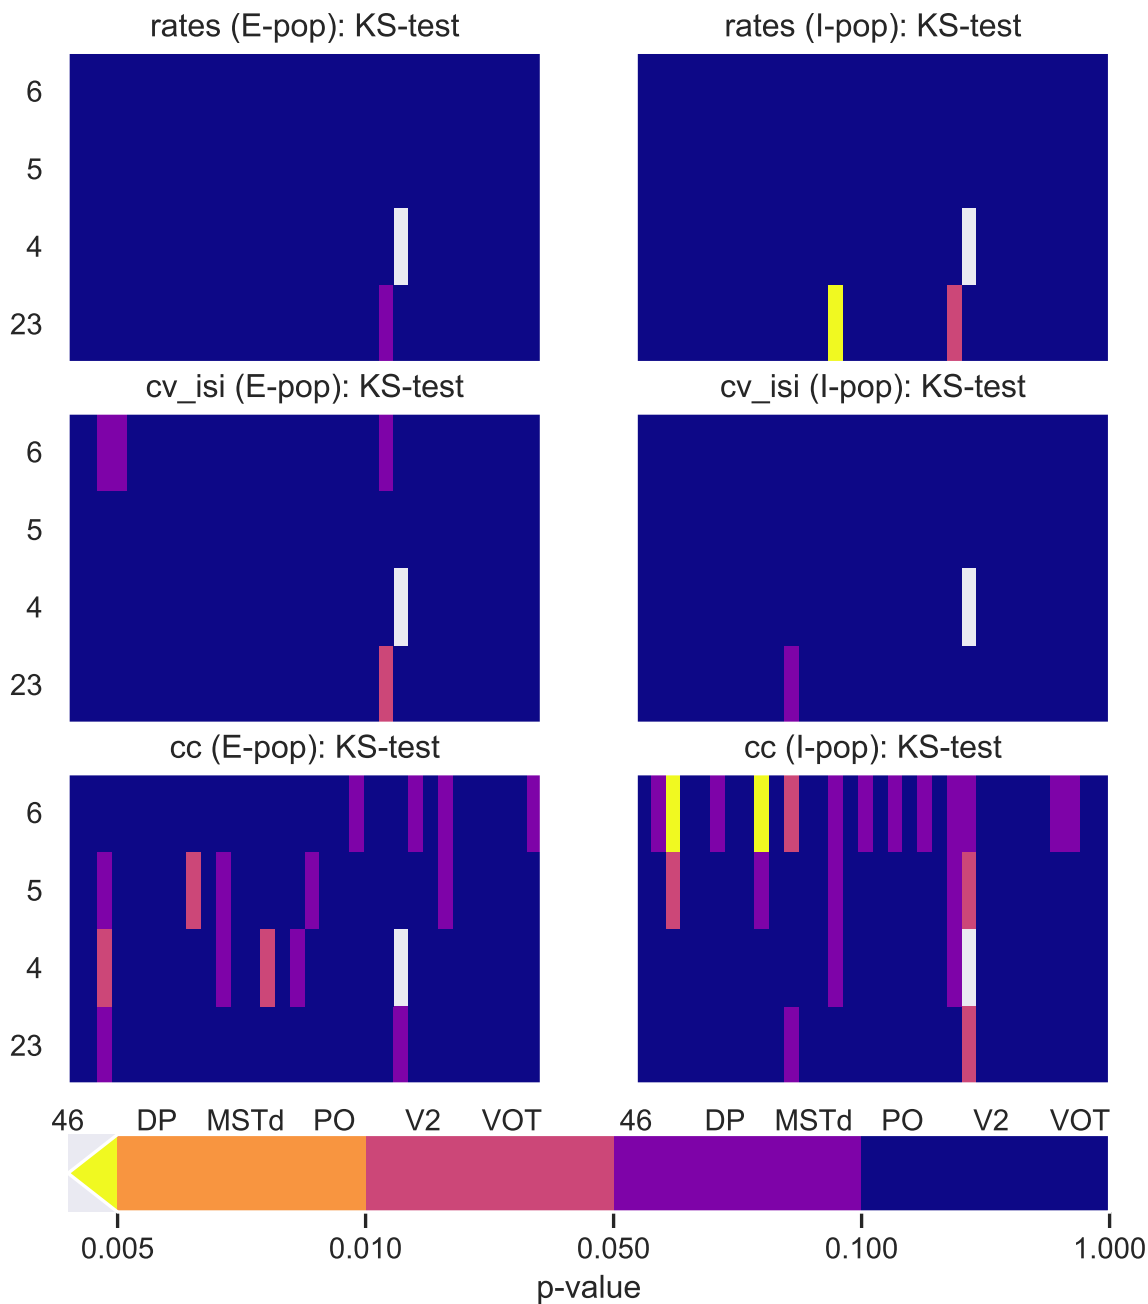 rates (E-pop): KS-test rates (I-pop): KS-test
6
5
4
23
cv_isi (E-pop): KS-test cv_isi (I-pop): KS-test
6
5
4
23
cc (E-pop): KS-test cc (I-pop): KS-test
6
5
4
23
46 DP MSTd PO V2 VOT 46 DP MSTd PO V2 VOT
0.005 0.010 0.050 0.100 1.000
p-value